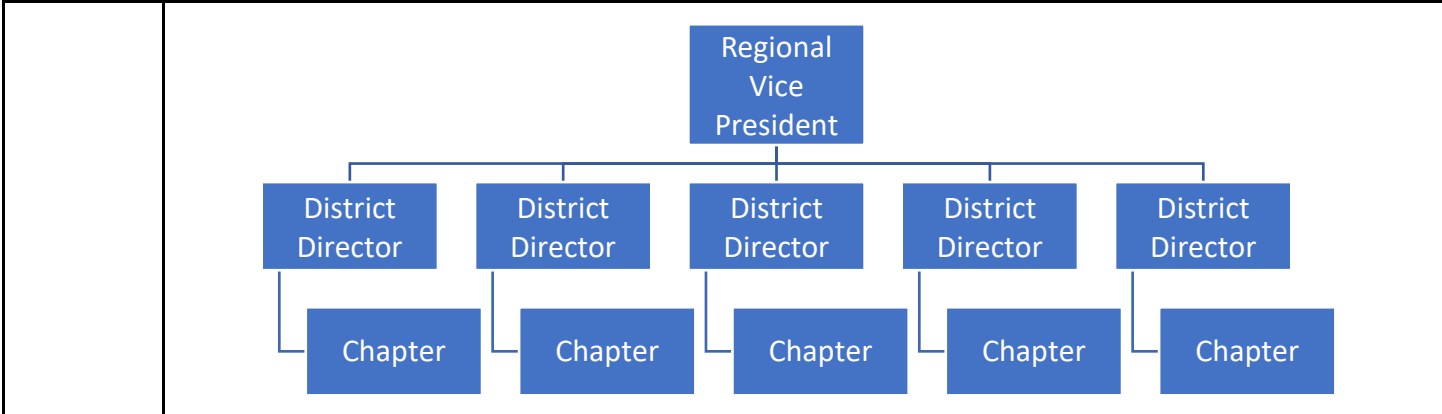 Regional
Vice
President
District
Director
District
Director
District
Director
District
Director
District
Director
Chapter
Chapter
Chapter
Chapter
Chapter